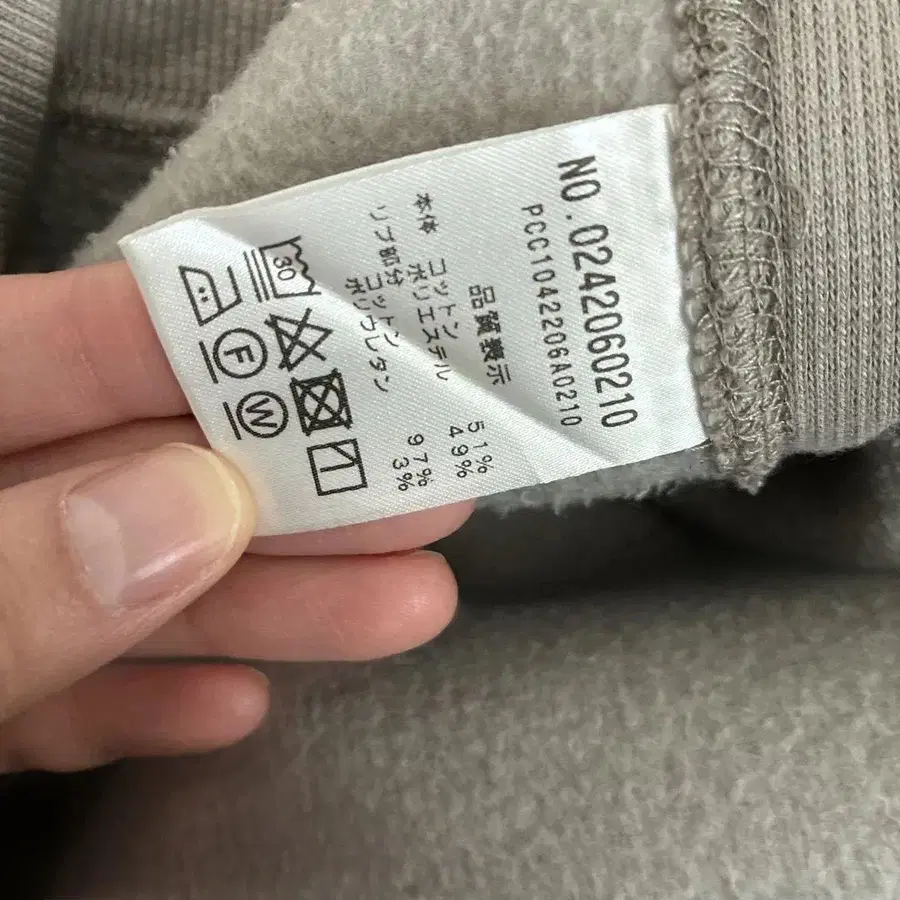 NO.0242060210
PCC1042206A0210
品質表示
本体 コットン 51%
ポリエステル 49%
リブ部分 コットン 97%
ポリウレタン 3%
30
F
W